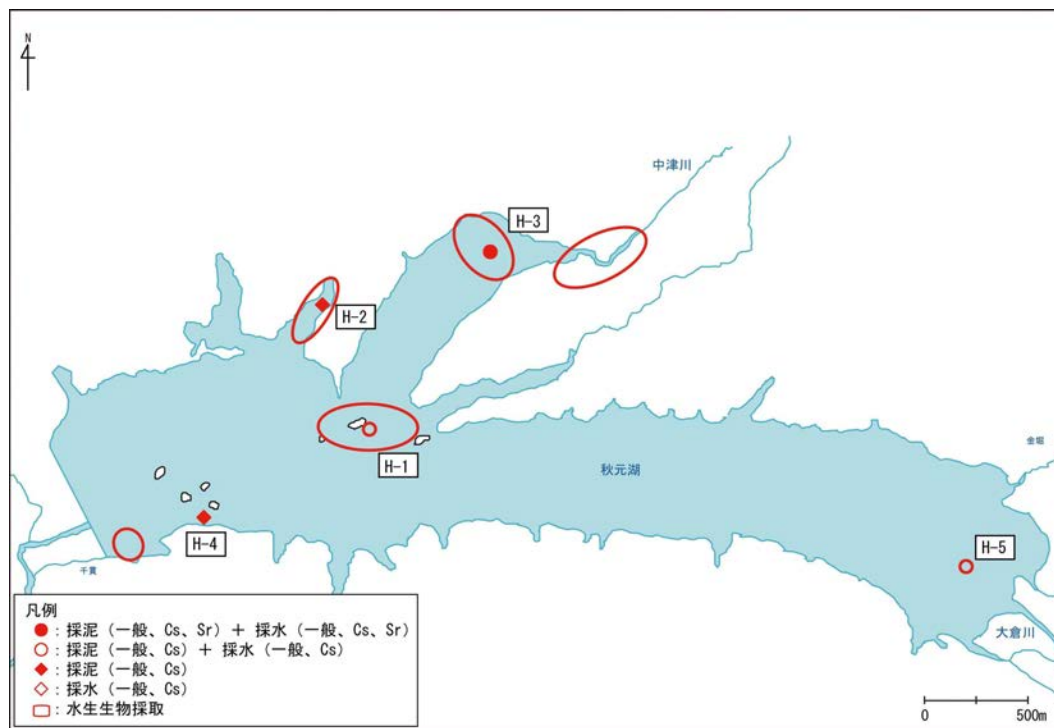 N
4
中津川
H-3
H-2
H-1
秋元湖
金堀
H-4
H-5
千貫
大倉川
凡例
：採泥（一般、Cs、Sr）＋ 採水（一般、Cs、Sr）
：採泥（一般、Cs）＋ 採水（一般、Cs）
：採泥（一般、Cs）
：採水（一般、Cs）
：水生生物採取
0 500m